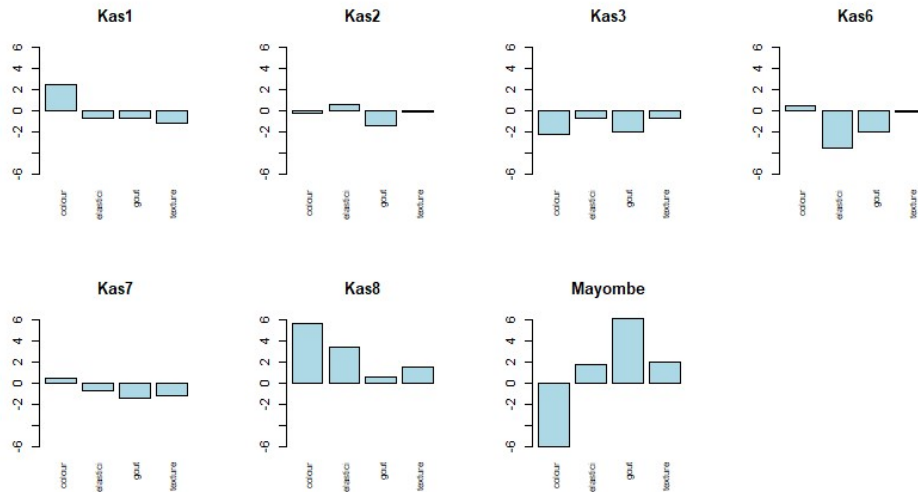 Kas1 Kas2 Kas3 Kas6
6 6 6 6
4 4 4 4
2 2 2 2
0 0 0 0
-2 -2 -2 -2
-6 -6 -6 -6
colour elastici gout texture colour elastici gout texture colour elastici gout texture colour elastici gout texture
Kas7 Kas8 Mayombe
6 6 6
4 4 4
2 2 2
0 0 0
-2 -2 -2
-6 -6 -6
colour elastici gout texture colour elastici gout texture colour elastici gout texture